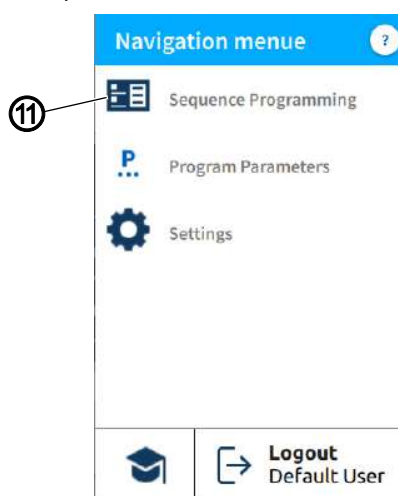 Navigation menue ?
11 Sequence Programming
P... Program Parameters
Settings
Logout
Default User